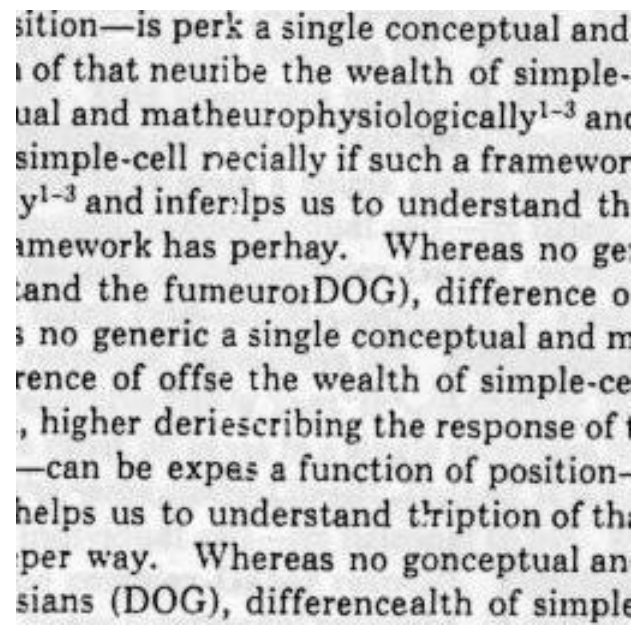 sition—is perk a single conceptual and
of that neuribe the wealth of simple-
ual and matheurophysiologically1-3 and
simple-cell necially if such a framewor
y1-3 and inferlps us to understand th
amework has perhay. Whereas no ge
and the fumeuroiDOG), difference o
s no generic a single conceptual and m
rence of offse the wealth of simple-ce
, higher deriescribing the response of
—can be expes a function of position-
helps us to understand thription of tha
per way. Whereas no gonceptual an
sians (DOG), differencealth of simple